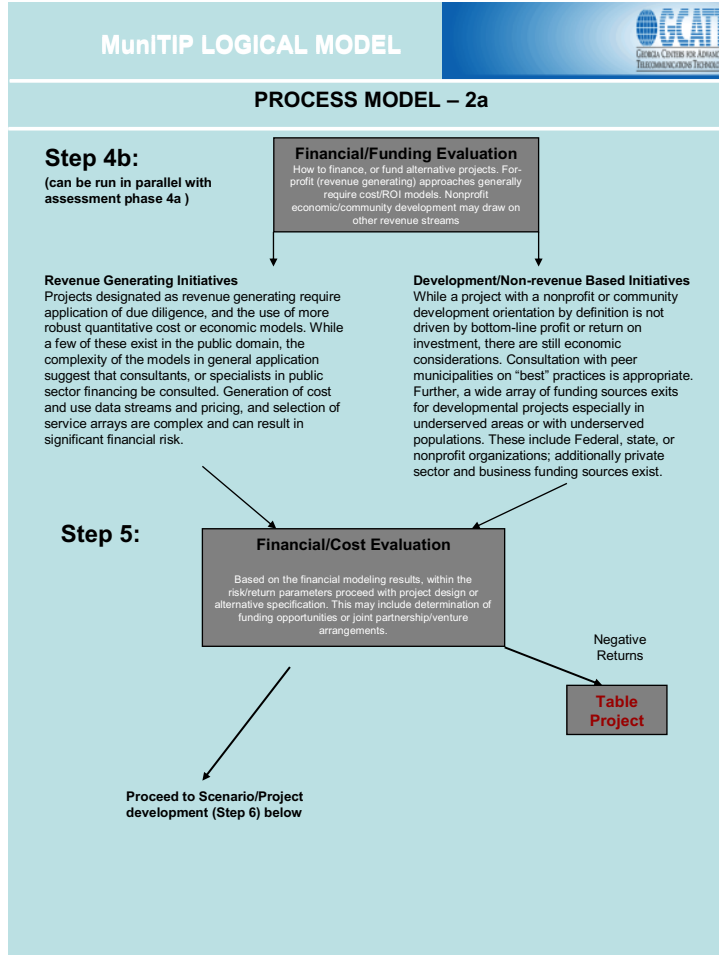 MunITIP LOGICAL MODEL
GCATT
GEORGIA CENTERS FOR ADVANC
TELECOMMUNICATIONS TECHNOLO
PROCESS MODEL – 2a
Step 4b:
(can be run in parallel with
assessment phase 4a )
Financial/Funding Evaluation
How to finance, or fund alternative projects. For-
profit (revenue generating) approaches generally
require cost/ROI models. Nonprofit
economic/community development may draw on
other revenue streams
Revenue Generating Initiatives
Projects designated as revenue generating require
application of due diligence, and the use of more
robust quantitative cost or economic models. While
a few of these exist in the public domain, the
complexity of the models in general application
suggest that consultants, or specialists in public
sector financing be consulted. Generation of cost
and use data streams and pricing, and selection of
service arrays are complex and can result in
significant financial risk.
Development/Non-revenue Based Initiatives
While a project with a nonprofit or community
development orientation by definition is not
driven by bottom-line profit or return on
investment, there are still economic
considerations. Consultation with peer
municipalities on “best” practices is appropriate.
Further, a wide array of funding sources exits
for developmental projects especially in
underserved areas or with underserved
populations. These include Federal, state, or
nonprofit organizations; additionally private
sector and business funding sources exist.
Step 5:
Financial/Cost Evaluation
Based on the financial modeling results, within the
risk/return parameters proceed with project design or
alternative specification. This may include determination of
funding opportunities or joint partnership/venture
arrangements.
Negative
Returns
Table
Project
Proceed to Scenario/Project
development (Step 6) below